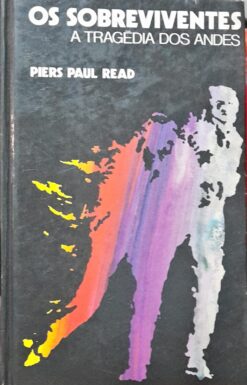 OS SOBREVIVENTES
A TRAGÉDIA DOS ANDES
PIERS PAUL READ